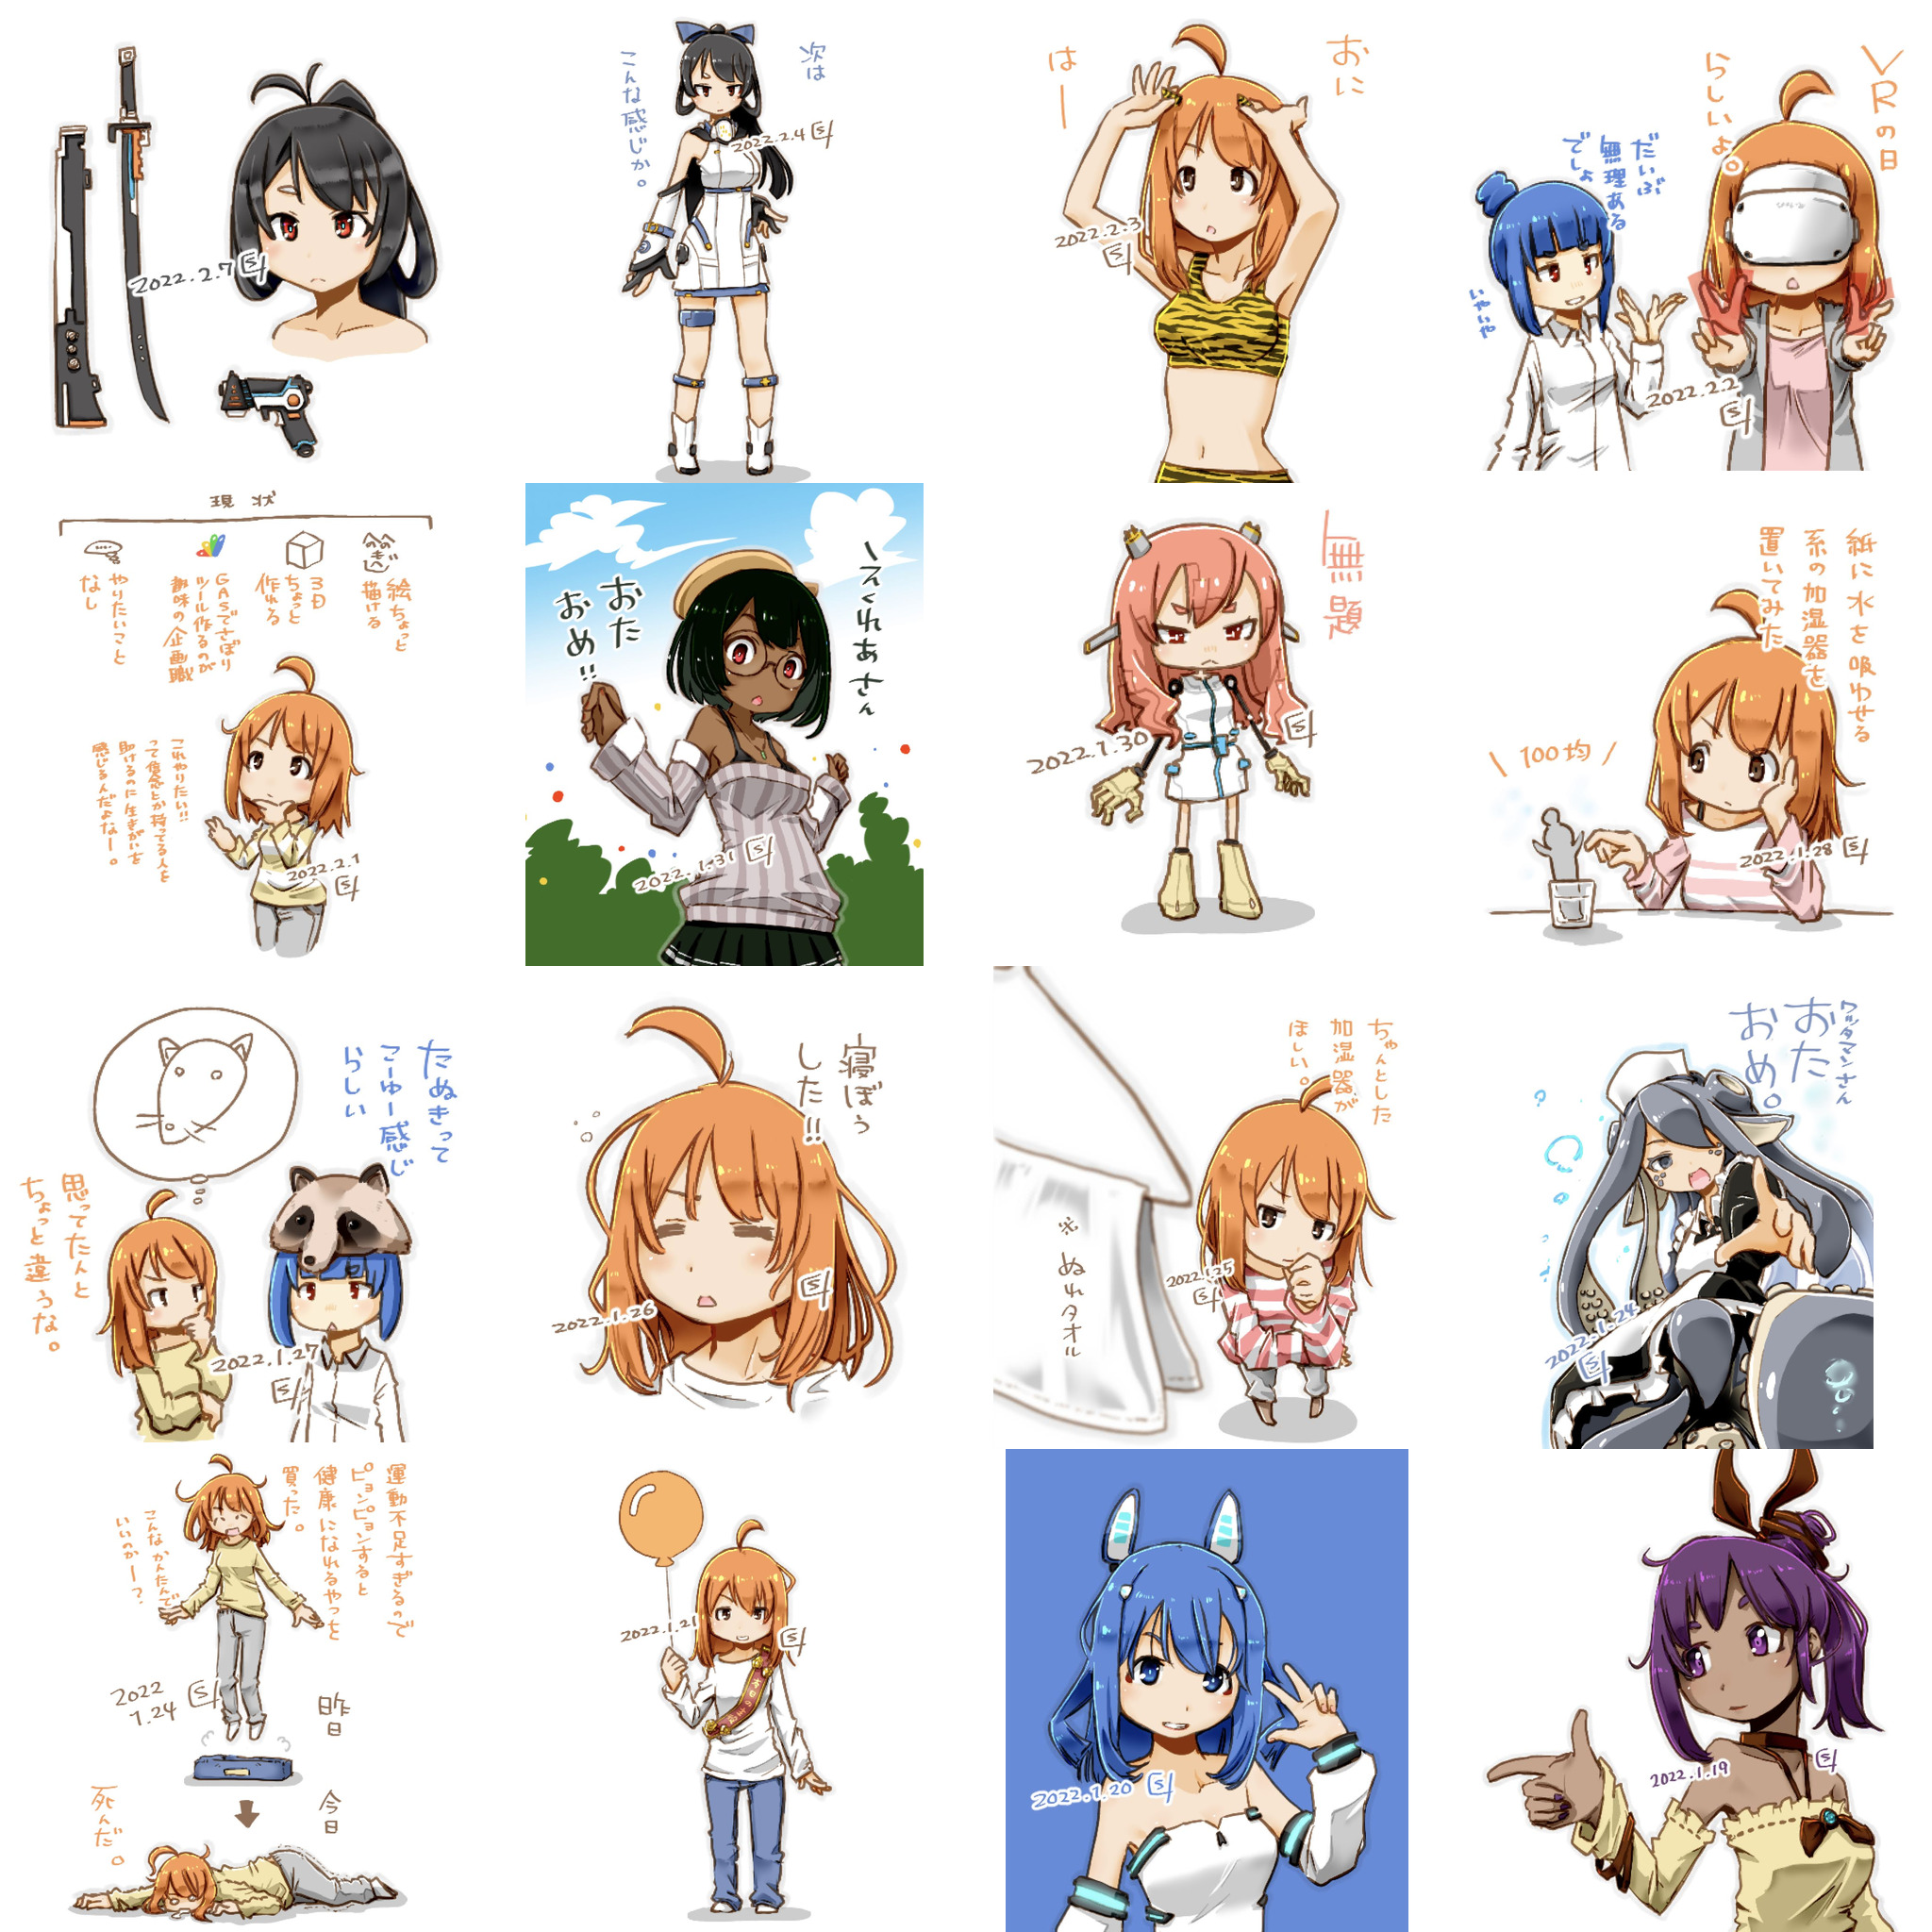 2022.2.7
次は
こんな感じか。
2022.2.4
おに
はー
2022.2.3
VRの日
らしいよ。
だいぶ
無理ある
でしょ
いやいや
2022.2.2
現状
絵ちょっと
描ける
3D
ちょっと
作れる
GASでさぼり
ツール作るのが
趣味の企画職
やりたいこと
なし
これやりたい!!
って信念とか持ってる人を
助けるのに生きがいを
感じるんだよなー。
2022.2.1
\えくれあさん
おた
おめ!!
2022.1.31
無題
2022.1.30
紙に水を吸わせる
系の加湿器を
置いてみた
\ 100均 /
2022.1.28
たぬきって
こーゆー感じ
らしい
思ってたんと
ちょっと違うな。
2022.1.27
寝ぼう
した!!
2022.1.26
ちゃんとした
加湿器が、
ほしい。
※ぬれタオル
2022.1.25
ワッタマンさん
おた
おめ。
2022.1.24
運動不足すぎるので
ピョンピョンすると
健康になれるやつを
買った。
こんなかんたんで
いいのかー?
2022
1.24
昨日
今日
死んだ。
2022.1.21
2022.1.20
2022.1.19